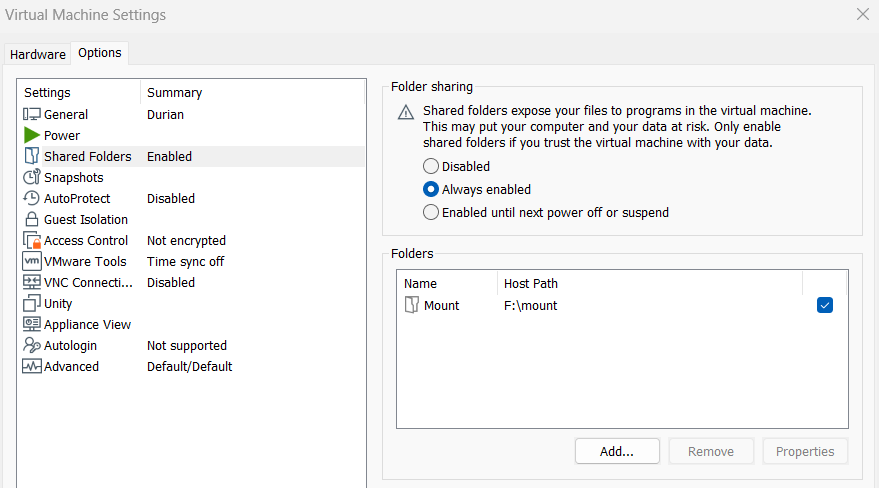 Virtual Machine Settings
Hardware Options
Settings Summary
General Durian
Power
Shared Folders Enabled
Snapshots
AutoProtect Disabled
Guest Isolation
Access Control Not encrypted
vm VMware Tools Time sync off
VNC Connecti... Disabled
Unity
Appliance View
Autologin Not supported
Advanced Default/Default
Folder sharing
Shared folders expose your files to programs in the virtual machine.
This may put your computer and your data at risk. Only enable
shared folders if you trust the virtual machine with your data.
Disabled
Always enabled
Enabled until next power off or suspend
Folders
Name Host Path
Mount F:\mount
Add... Remove Properties